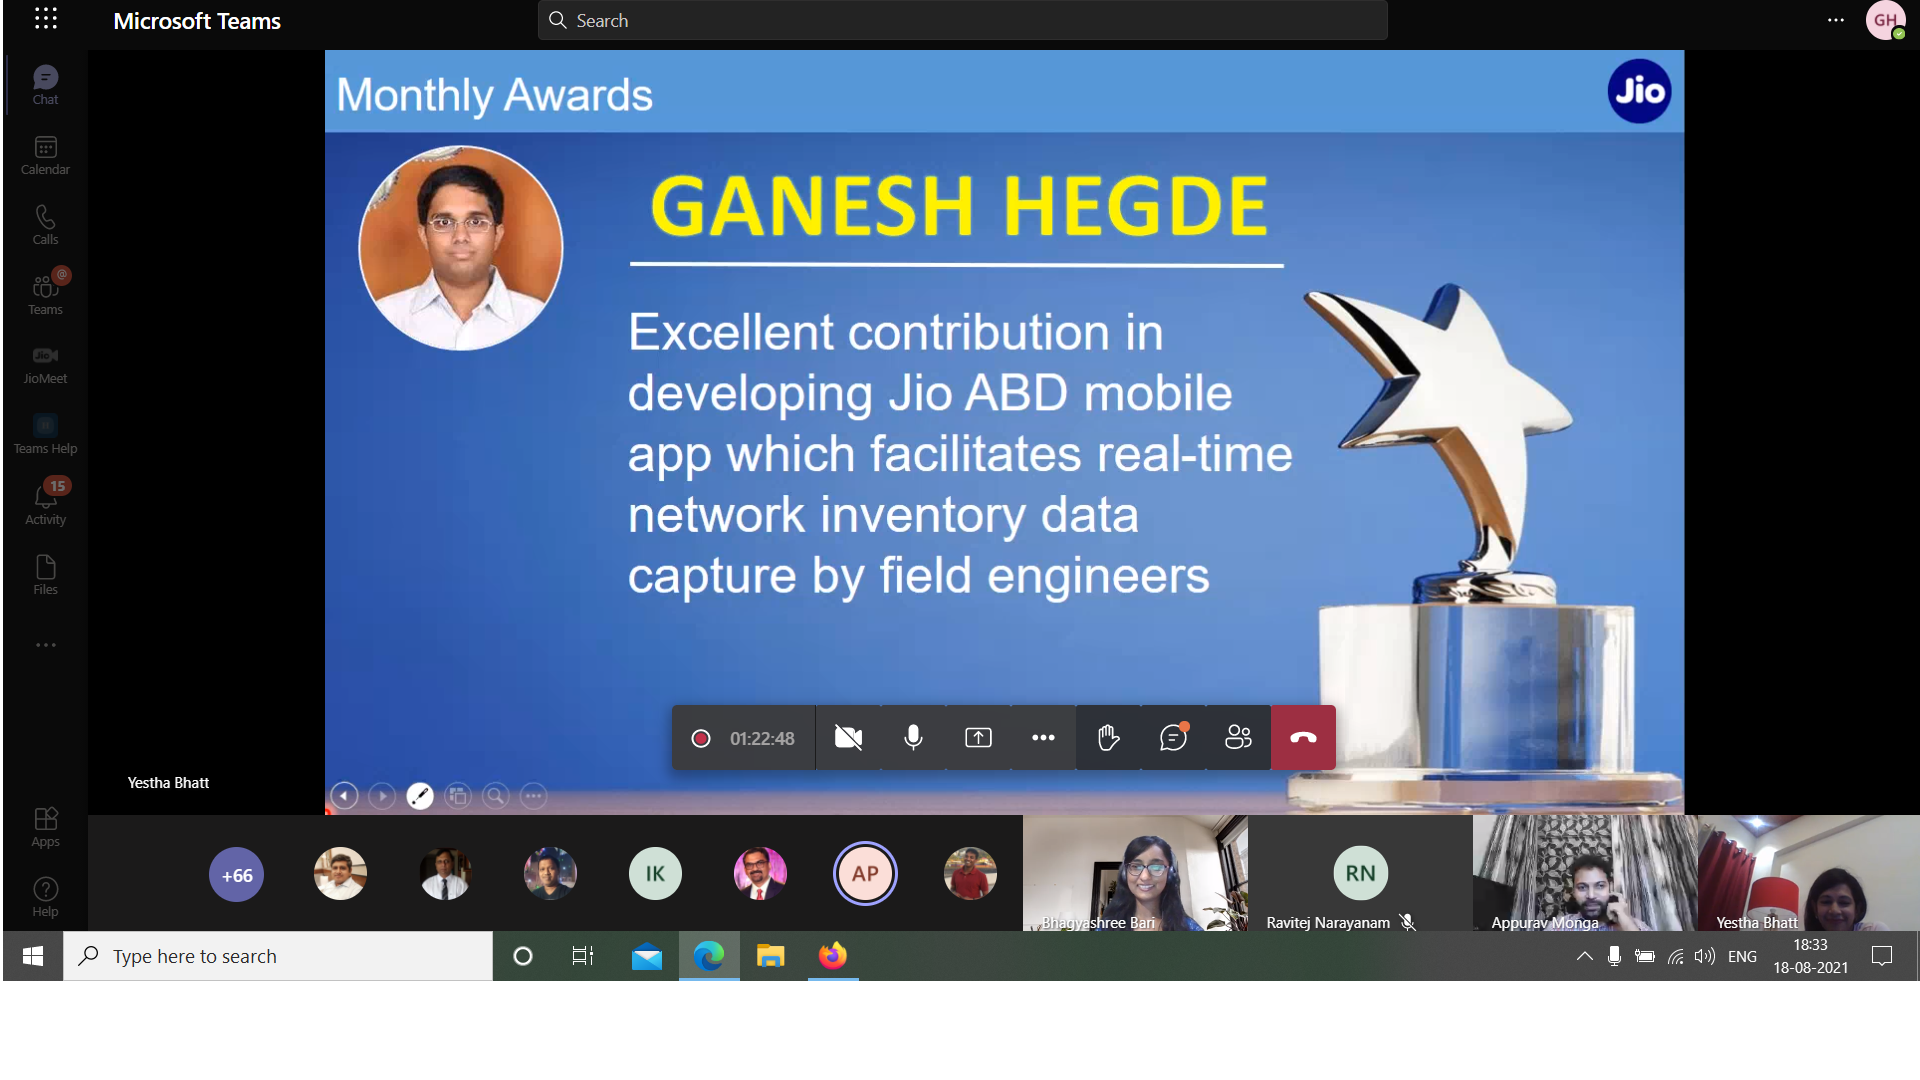 Microsoft Teams
Search
GH
Chat
Calendar
Calls
@
Teams
Jio
JioMeet
Teams Help
15
Activity
Files
Apps
Help
Monthly Awards
Jio
GANESH HEGDE
Excellent contribution in
developing Jio ABD mobile
app which facilitates real-time
network inventory data
capture by field engineers
01:22:48
Yestha Bhatt
+66
IK
AP
Bhagyashree Bari
RN
Ravitej Narayanam
Appurav Monga
Yestha Bhatt
Type here to search
ENG
18:33
18-08-2021